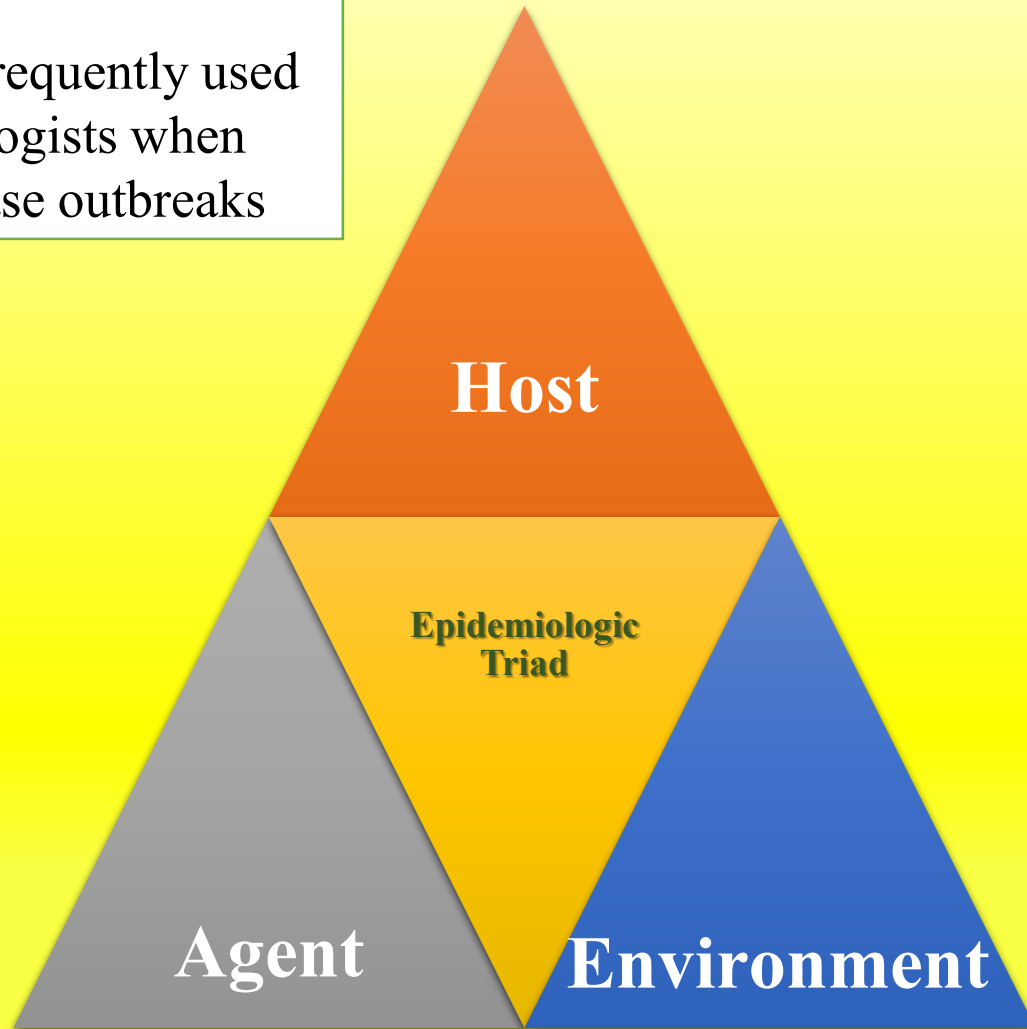 requently used
ogists when
se outbreaks
Host
Epidemiologic
Triad
Agent
Environment